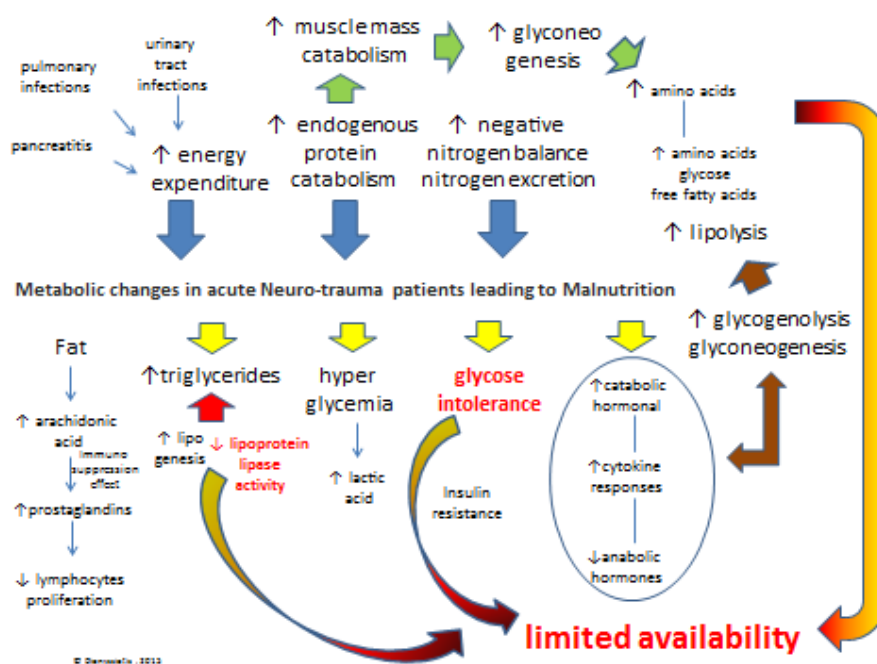 ↑ muscle mass
catabolism
↑ glyconeo
genesis
urinary
tract
infections
pulmonary
infections
pancreatitis
↑ amino acids
↑ energy
expenditure
↑ endogenous
protein
catabolism
↑ negative
nitrogen balance
nitrogen excretion
↑ amino acids
glycose
free fatty acids
↑ lipolysis
Metabolic changes in acute Neuro-trauma patients leading to Malnutrition
↑ glycogenolysis
glyconeogenesis
Fat
↑triglycerides
hyper
glycemia
glycose
intolerance
↑catabolic
hormonal
↑ arachidonic
acid
Immuno
suppression
effect
↑ lipo
genesis
↓ lipoprotein
lipase
activity
↑ lactic
acid
Insulin
resistance
↑cytokine
responses
↑prostaglandins
↓ lymphocytes
proliferation
↓anabolic
hormones
limited availability
©
2013